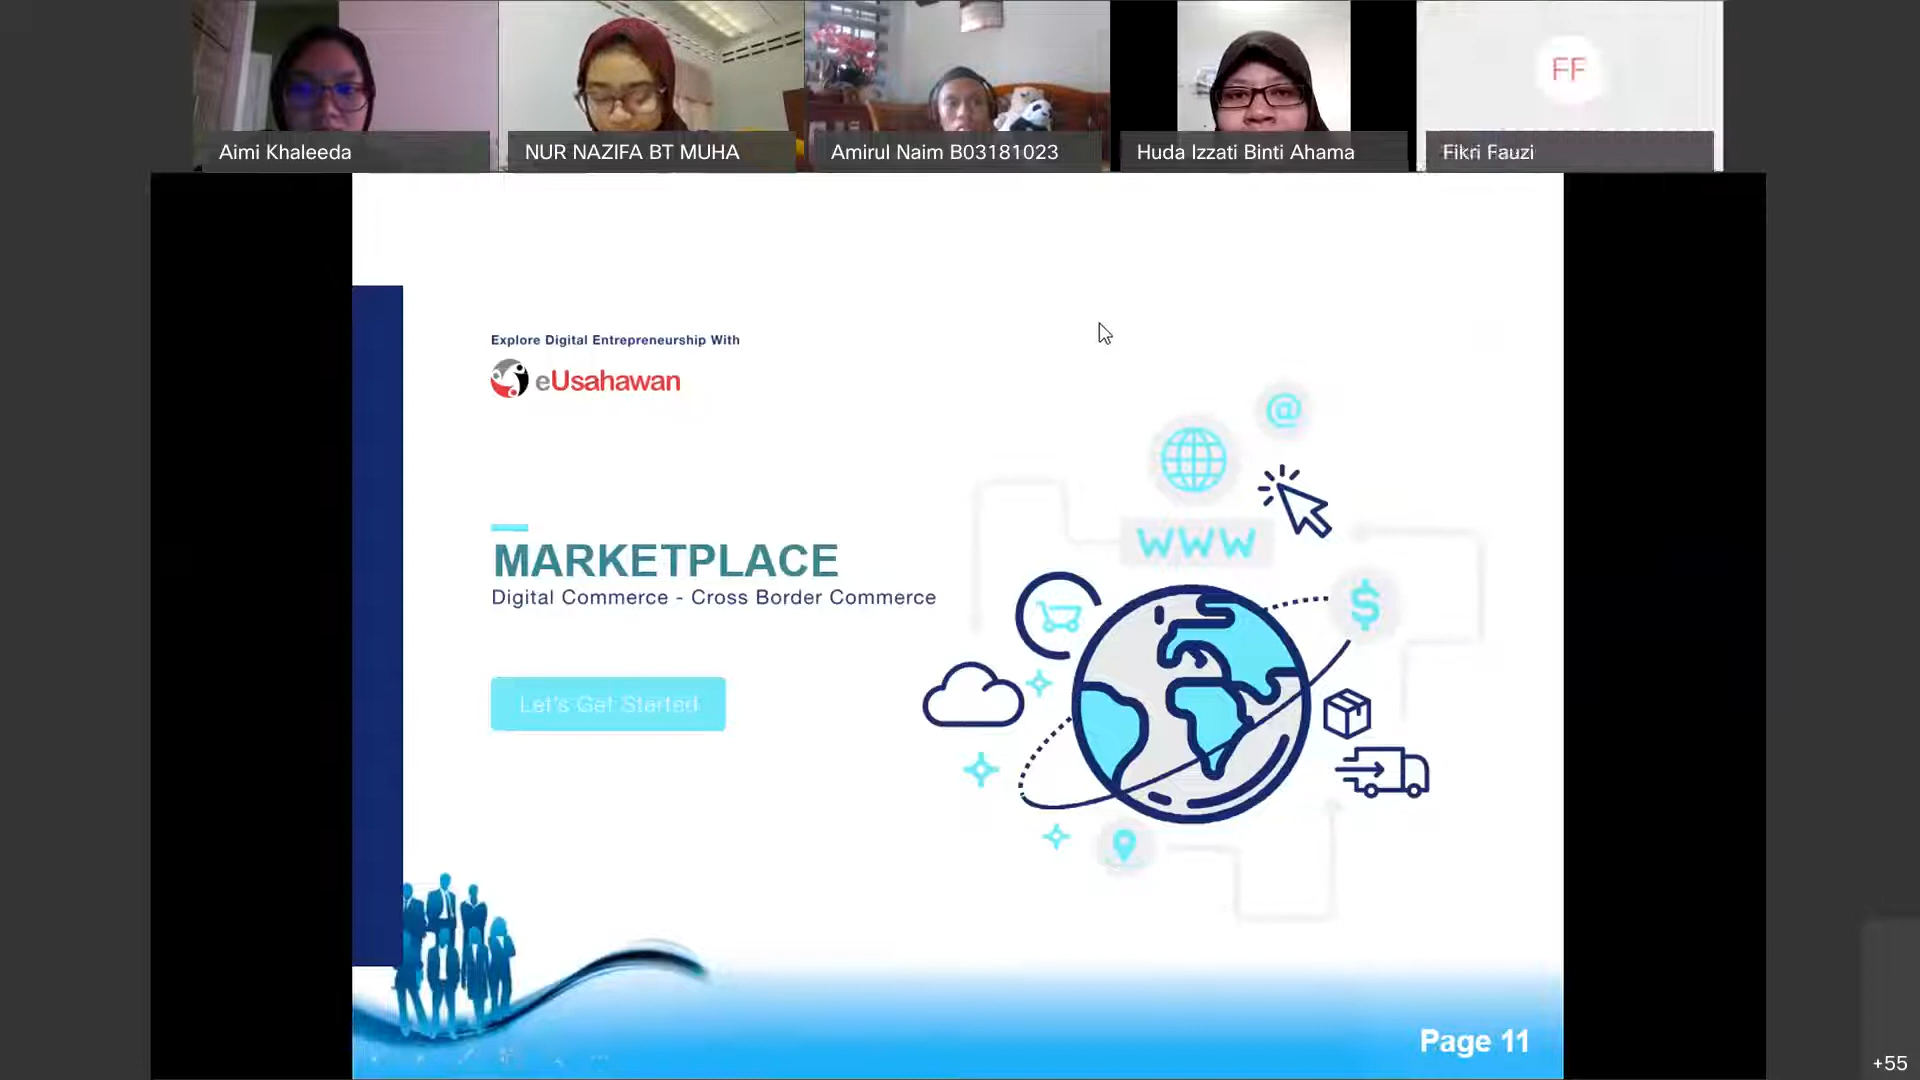 Aimi Khaleeda
NUR NAZIFA BT MUHA
Amirul Naim B03181023
Huda Izzati Binti Ahama
FF
Fikri Fauzi
Explore Digital Entrepreneurship With
eUsahawan
@
WWW
MARKETPLACE
Digital Commerce - Cross Border Commerce
$
Let's Get Started
Page 11
+55